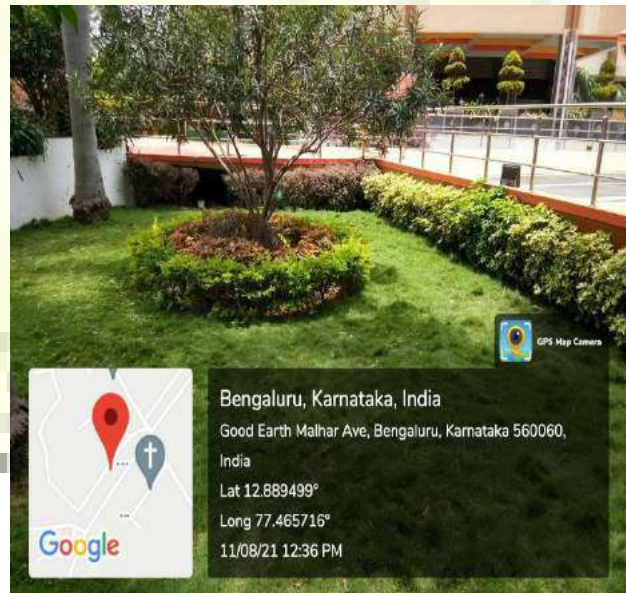 GPS Map Camera
Bengaluru, Karnataka, India
Good Earth Malhar Ave, Bengaluru, Karnataka 560060,
India
Lat 12.889499°
Long 77.465716°
11/08/21 12:36 PM
Google